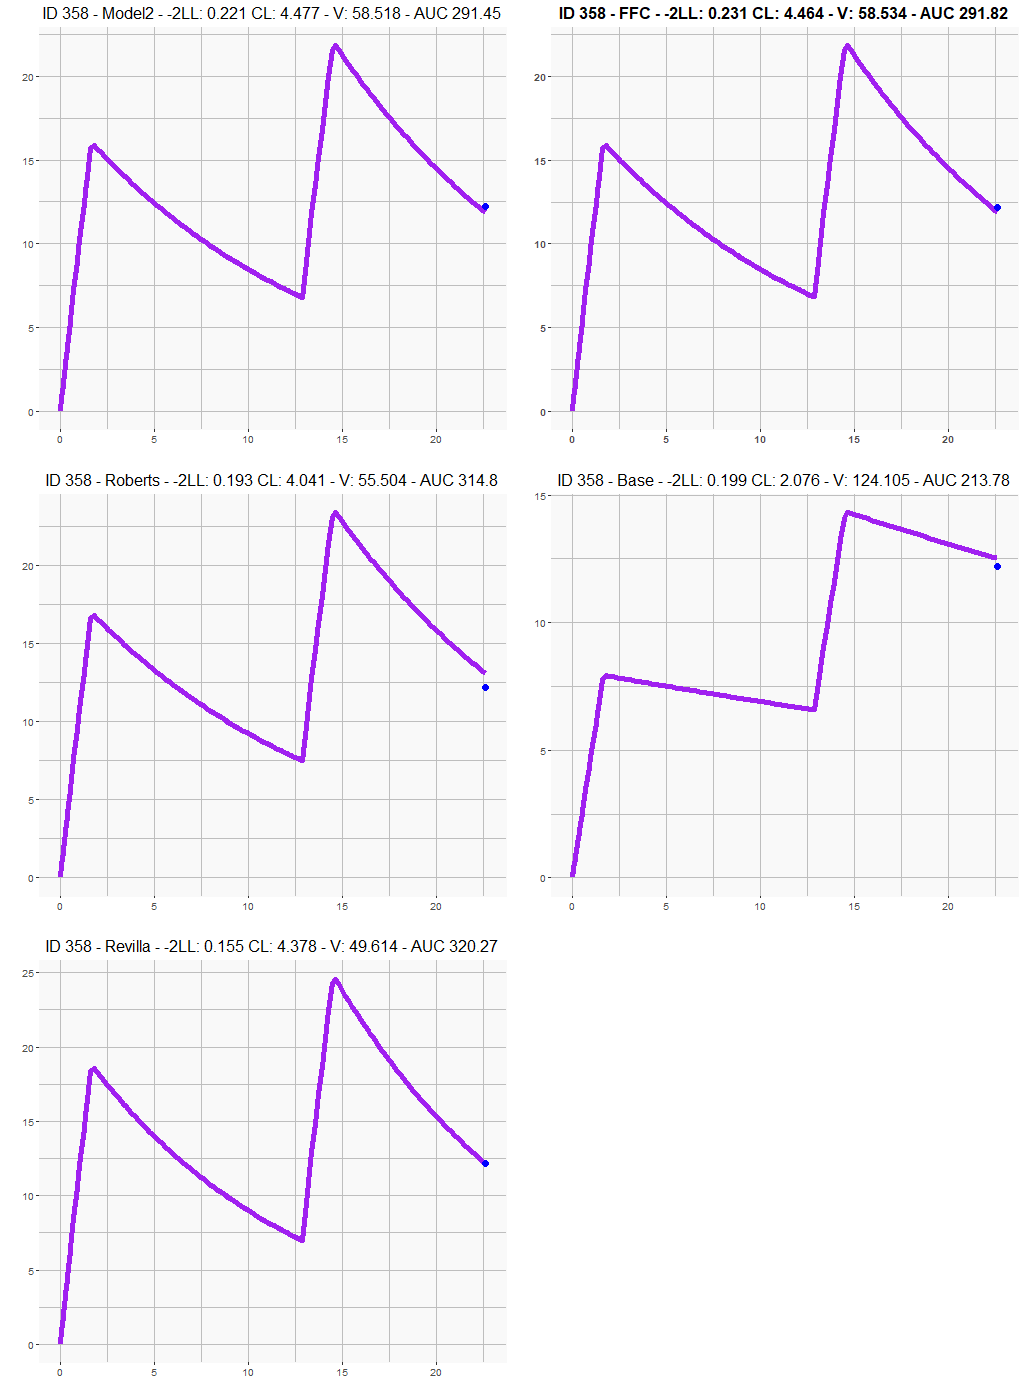 ID 358 - Model2 - -2LL: 0.221 CL: 4.477 - V: 58.518 - AUC 291.45
20
15
10
5
0
0 5 10 15 20
ID 358 - FFC - -2LL: 0.231 CL: 4.464 - V: 58.534 - AUC 291.82
20
15
10
5
0
0 5 10 15 20
ID 358 - Roberts - -2LL: 0.193 CL: 4.041 - V: 55.504 - AUC 314.8
20
15
10
5
0
0 5 10 15 20
ID 358 - Base - -2LL: 0.199 CL: 2.076 - V: 124.105 - AUC 213.78
15
10
5
0
0 5 10 15 20
ID 358 - Revilla - -2LL: 0.155 CL: 4.378 - V: 49.614 - AUC 320.27
25
20
15
10
5
0
0 5 10 15 20